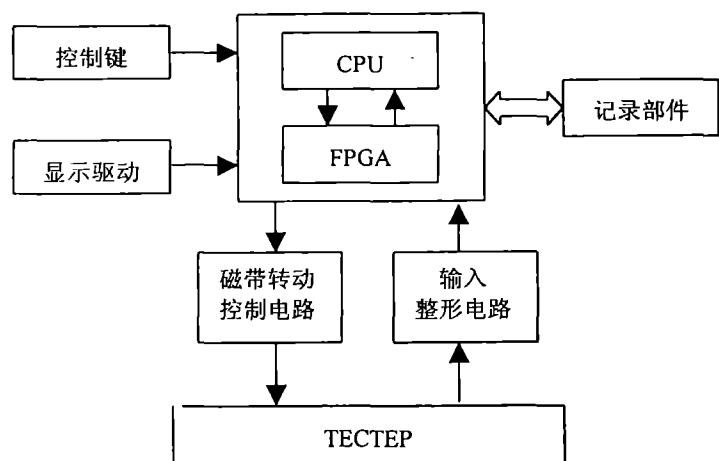 控制键
CPU
记录部件
显示驱动
FPGA
磁带转动
控制电路
输入
整形电路
TECTEP